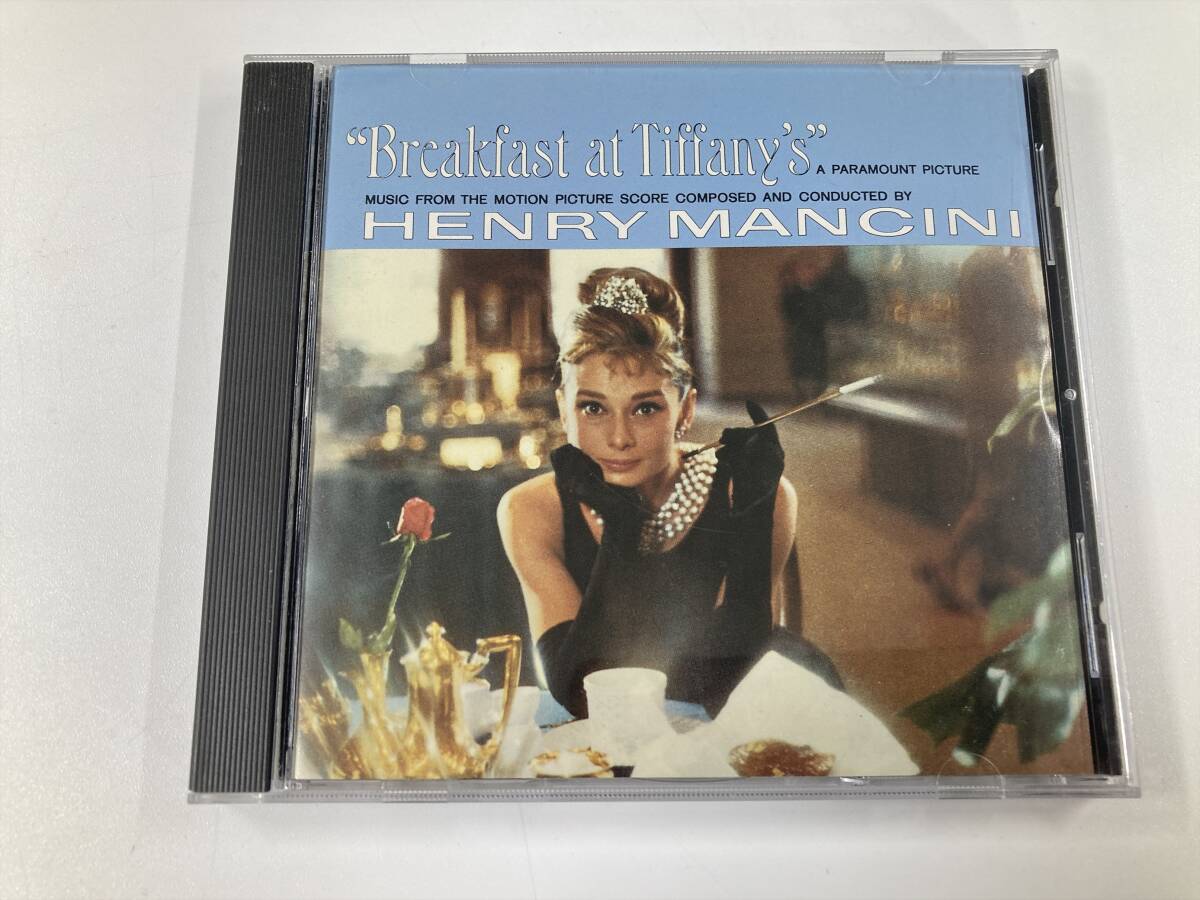 “Breakfast at Tiffany's” A PARAMOUNT PICTURE
MUSIC FROM THE MOTION PICTURE SCORE COMPOSED AND CONDUCTED BY
HENRY MANCINI